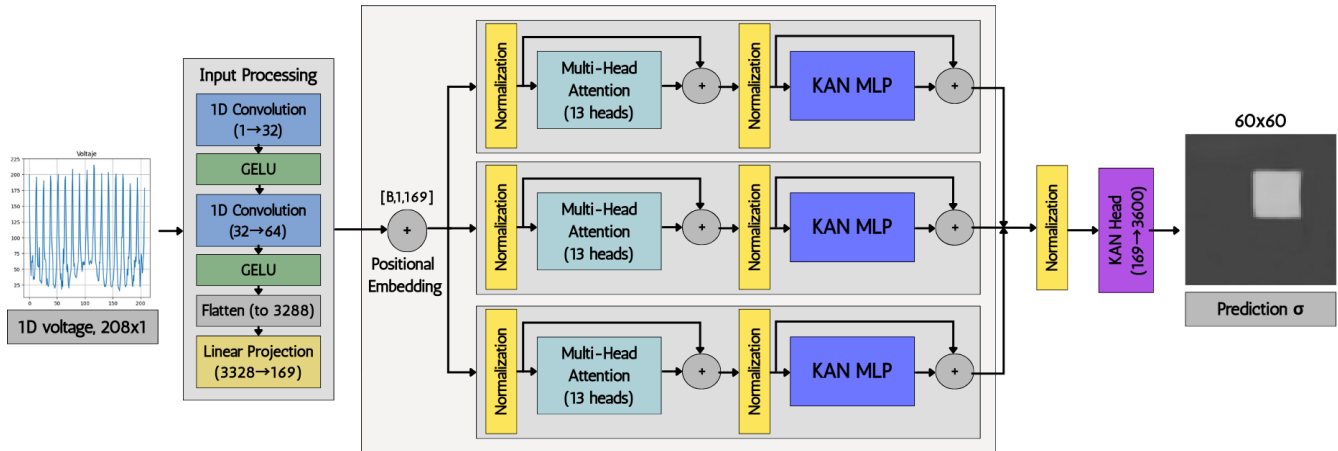 Voltaje
225
200
175
150
125
100
75
50
25
0 50 100 150 200
1D voltage, 208x1
Input Processing
1D Convolution
(1→32)
GELU
1D Convolution
(32→64)
GELU
Flatten (to 3288)
Linear Projection
(3328→169)
[B,1,169]
+
Positional
Embedding
Normalization
Multi-Head
Attention
(13 heads)
+
Normalization
KAN MLP
+
Normalization
Multi-Head
Attention
(13 heads)
+
Normalization
KAN MLP
+
Normalization
Multi-Head
Attention
(13 heads)
+
Normalization
KAN MLP
+
Normalization
KAN Head
(169→3600)
60x60
Prediction σ